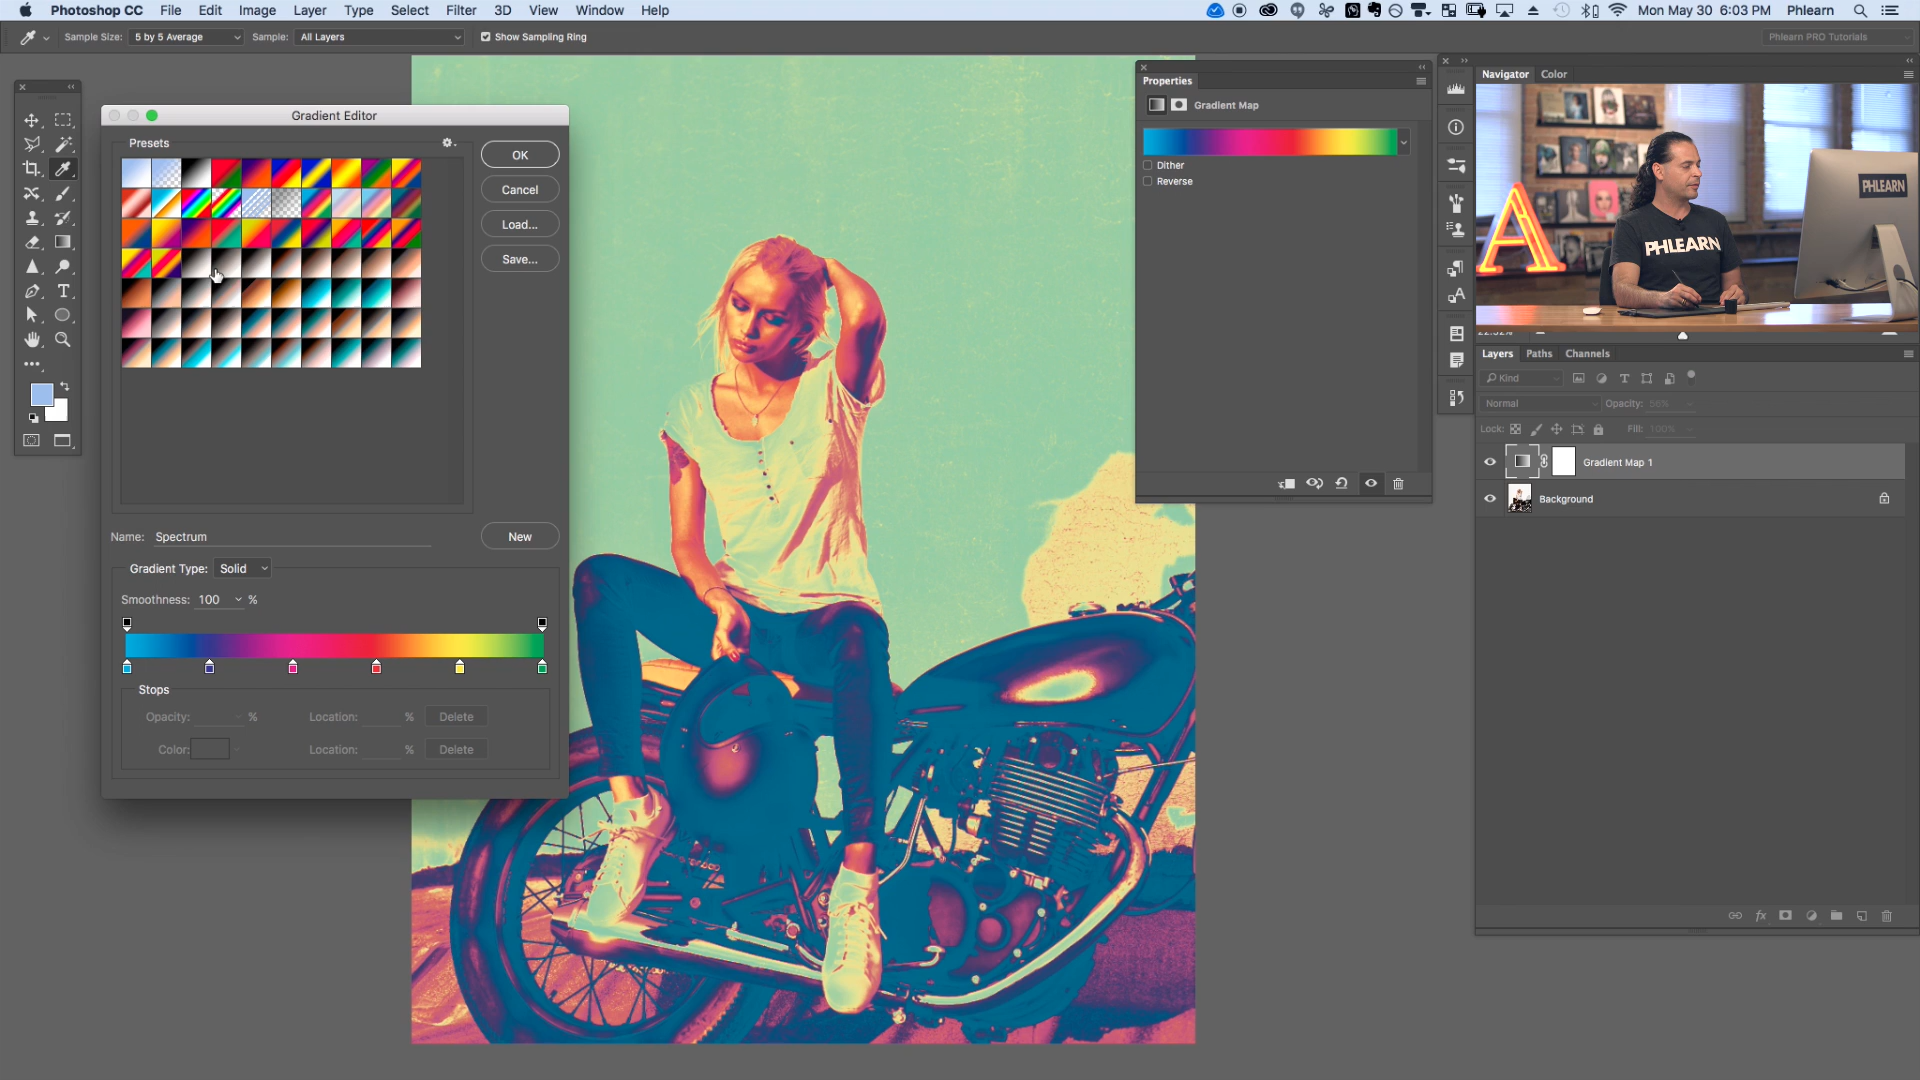 Photoshop CC File Edit Image Layer Type Select Filter 3D View Window Help Mon May 30 6:03 PM Phlearn
Sample Size: 5 by 5 Average Sample: All Layers Show Sampling Ring Phlearn PRO Tutorials
Gradient Editor
Presets
OK
Cancel
Load...
Save...
Name: Spectrum
New
Gradient Type: Solid
Smoothness: 100 %
Stops
Opacity: % Location: % Delete
Color: Location: % Delete
Properties
Gradient Map
Dither
Reverse
Navigator Color
PHLEARN
PHLEARN
22.52%
Layers Paths Channels
Kind
Normal Opacity: 56%
Lock: Fill: 100%
Gradient Map 1
Background